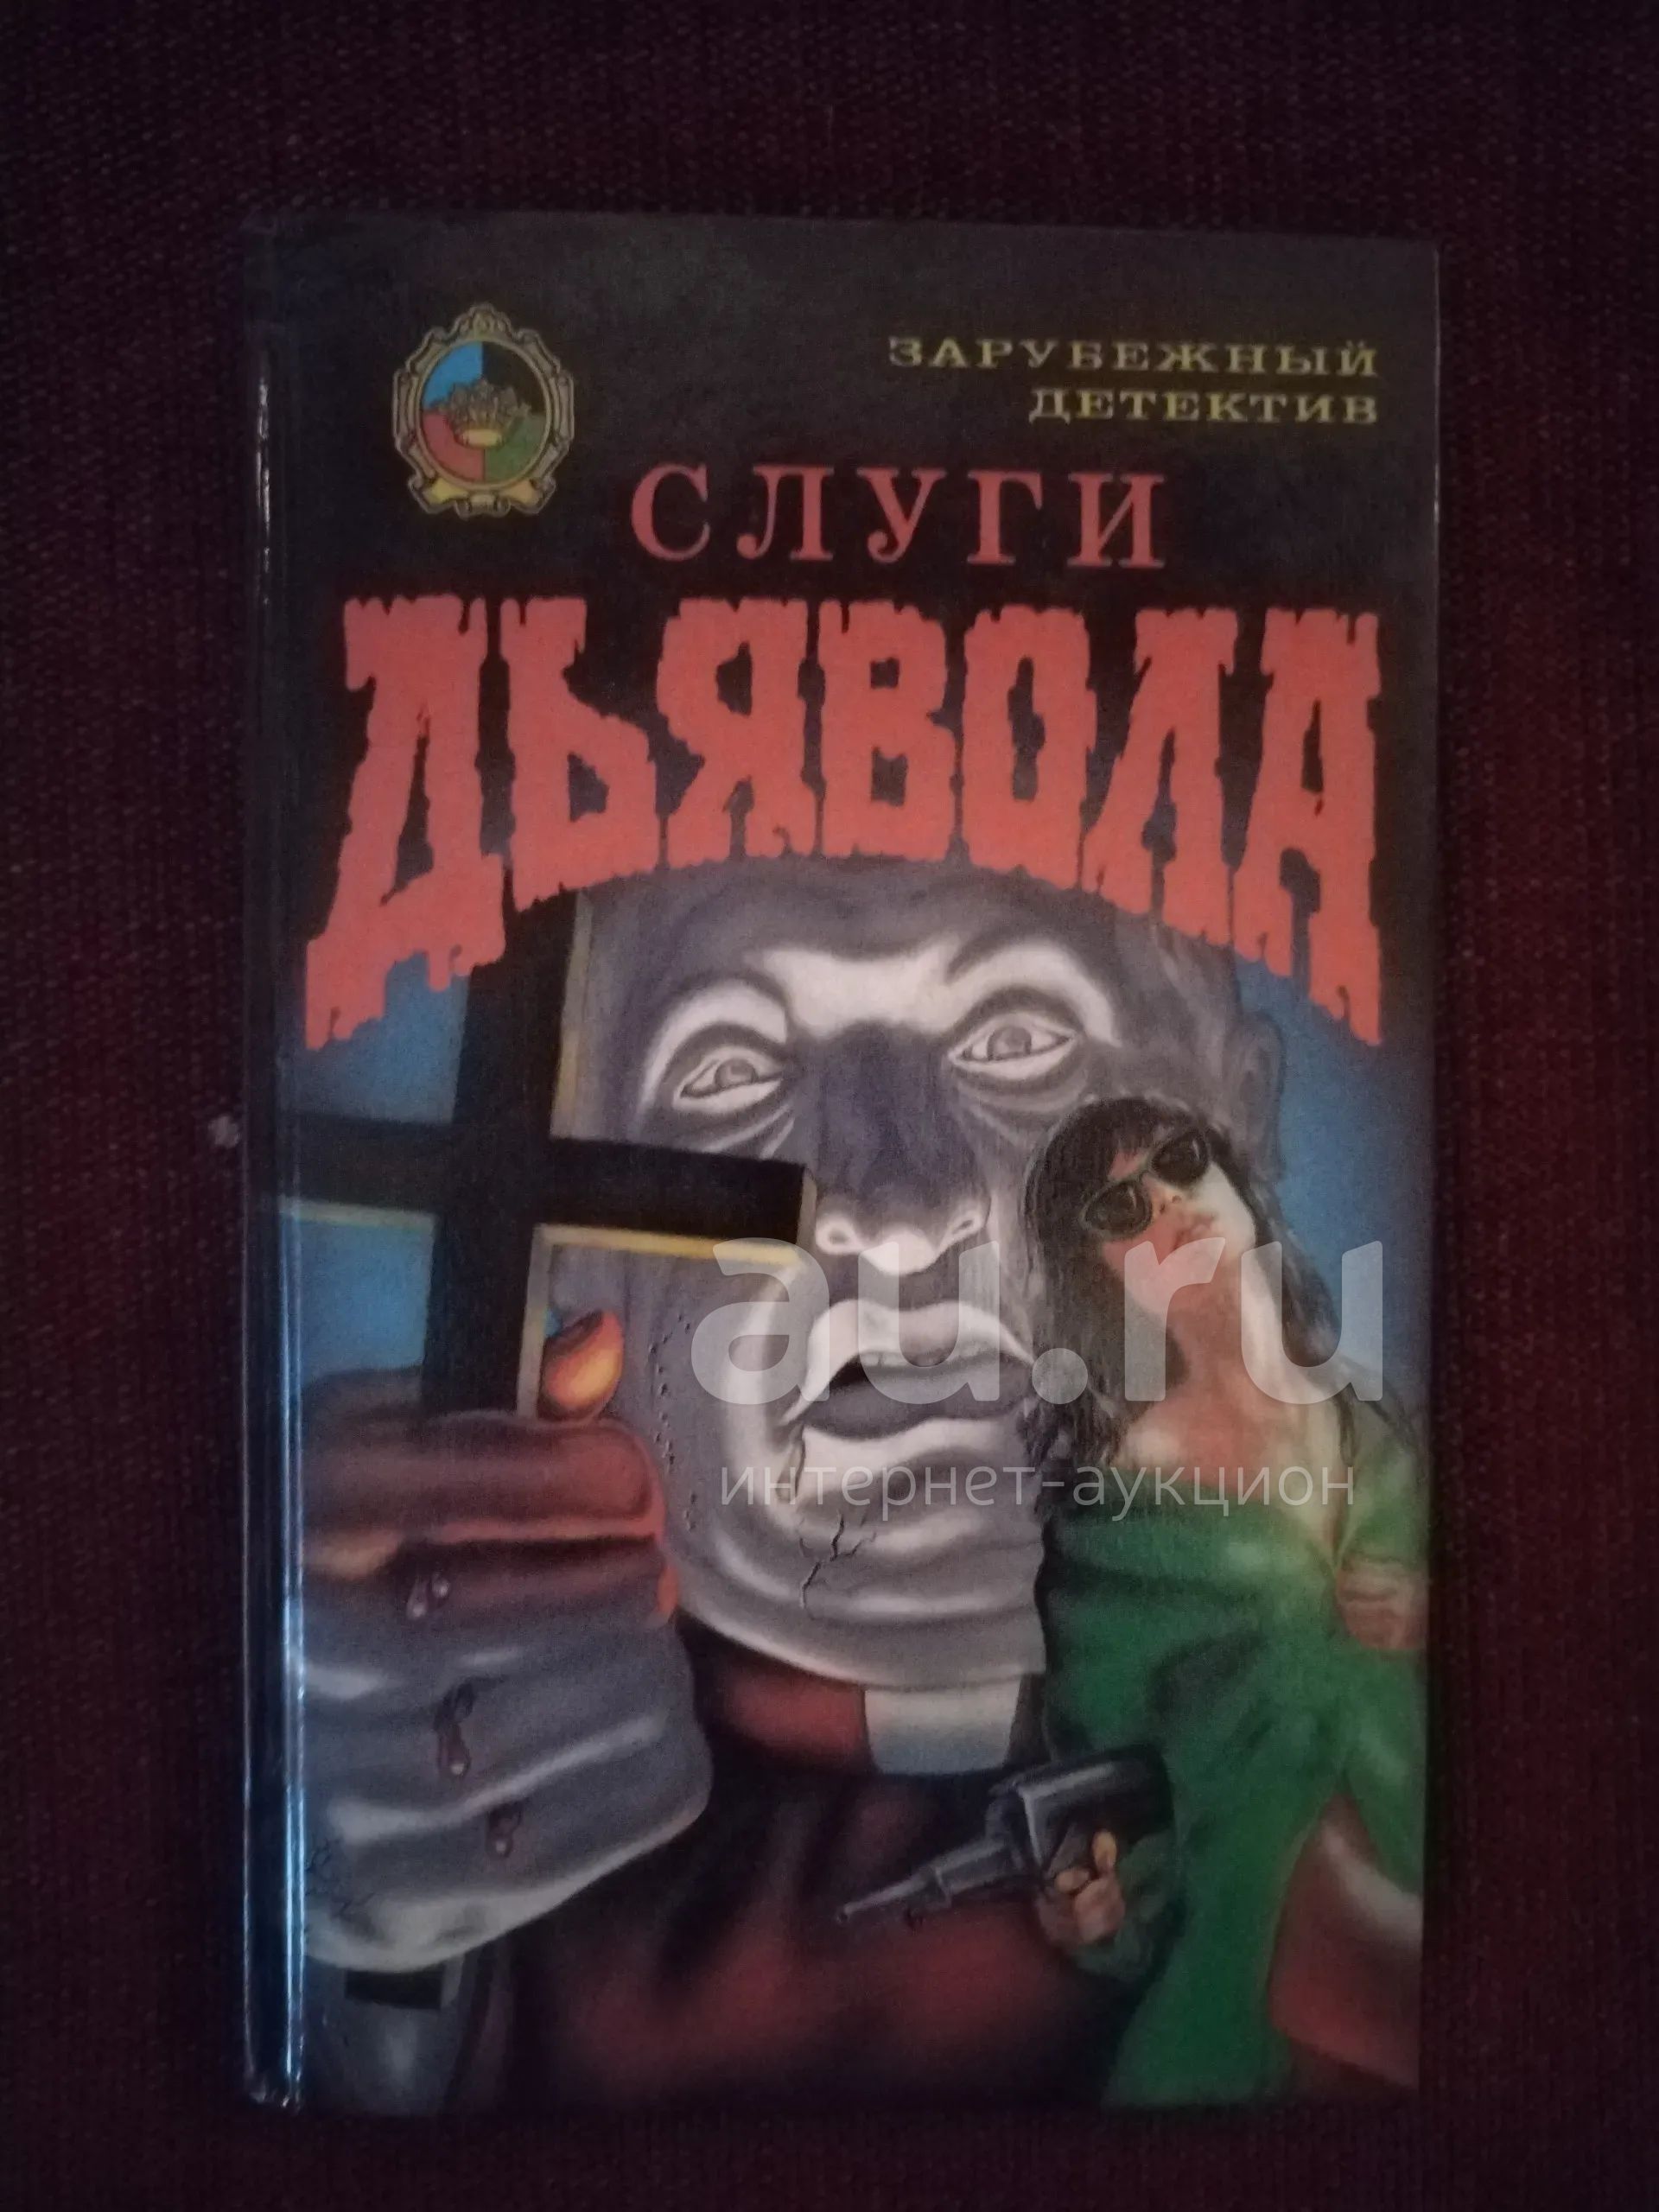 ЗАРУБЕЖНЫЙ
ДЕТЕКТИВ
СЛУГИ
ДЬЯВОЛА
au.ru
интернет-аукцион